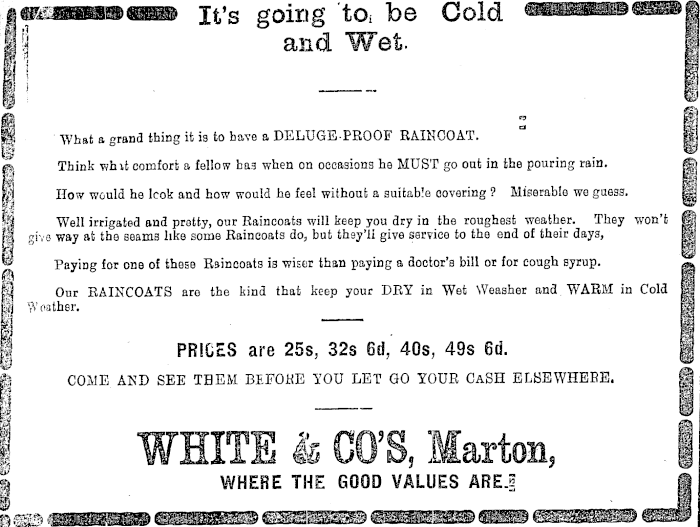 It's going to be Cold
and Wet.
What a grand thing it is to have a DELUGE-PROOF RAINCOAT.
Think what comfort a fellow has when on occasions he MUST go out in the pouring rain.
How would he look and how would he feel without a suitable covering? Miserable we guess.
Well irrigated and pretty, our Raincoats will keep you dry in the roughest weather. They won't
give way at the seams like some Raincoats do, but they'll give service to the end of their days,
Paying for one of these Raincoats is wiser than paying a doctor's bill or for cough syrup.
Our RAINCOATS are the kind that keep your DRY in Wet Weasher and WARM in Cold
Weather.
PRICES are 25s, 32s 6d, 40s, 49s 6d.
COME AND SEE THEM BEFORE YOU LET GO YOUR CASH ELSEWHERE.
WHITE & CO'S, Marton,
WHERE THE GOOD VALUES ARE.